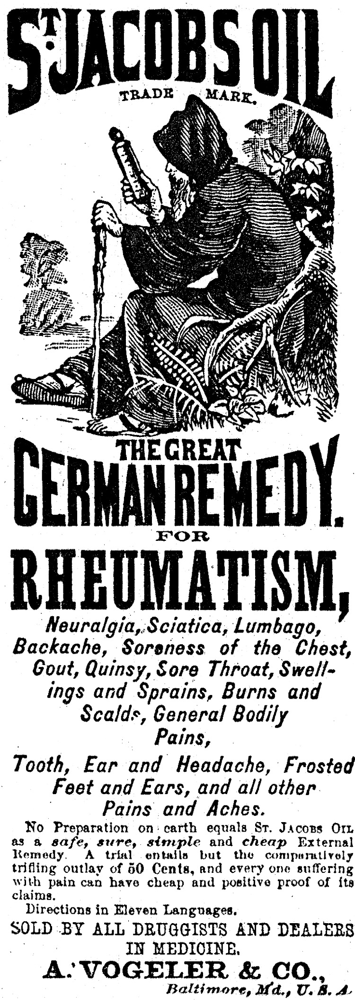 ST. JACOBS OIL
TRADE MARK.
THE GREAT
GERMAN REMEDY.
FOR
RHEUMATISM,
Neuralgia, Sciatica, Lumbago,
Backache, Soreness of the Chest,
Gout, Quinsy, Sore Throat, Swell-
ings and Sprains, Burns and
Scalds, General Bodily
Pains,
Tooth, Ear and Headache, Frosted
Feet and Ears, and all other
Pains and Aches.
No Preparation on earth equals ST. JACOBS OIL
as a safe, sure, simple and cheap External
Remedy. A trial entails but the comparatively
trifling outlay of 50 Cents, and every one suffering
with pain can have cheap and positive proof of its
claims.
Directions in Eleven Languages.
SOLD BY ALL DRUGGISTS AND DEALERS
IN MEDICINE.
A. VOGELER & CO.,
Baltimore, Md., U. S. A.